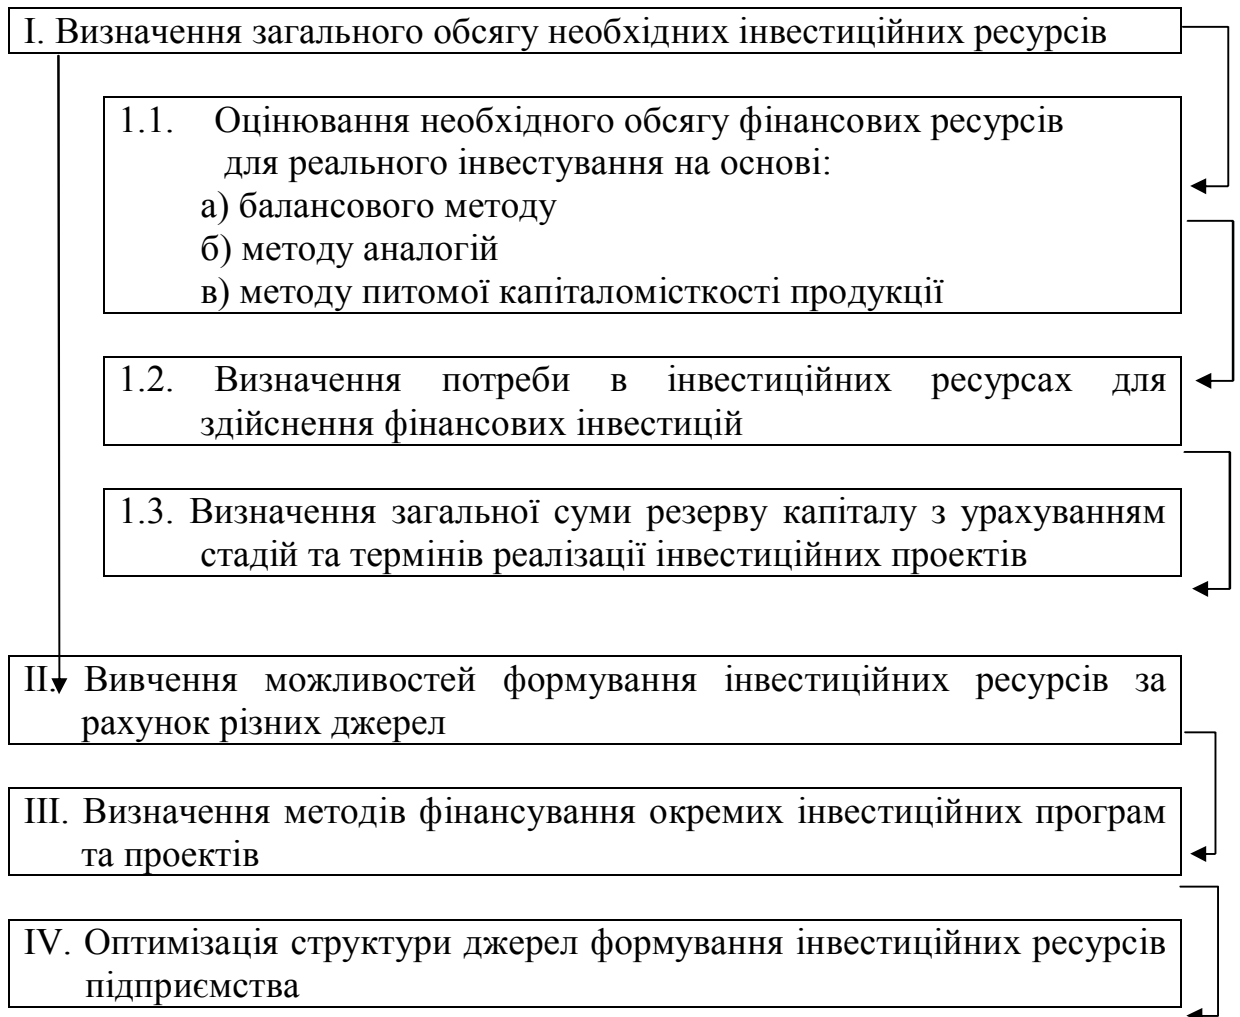 І. Визначення загального обсягу необхідних інвестиційних ресурсів
1.1. Оцінювання необхідного обсягу фінансових ресурсів
для реального інвестування на основі:
а) балансового методу
б) методу аналогій
в) методу питомої капіталомісткості продукції
1.2. Визначення потреби в інвестиційних ресурсах для
здійснення фінансових інвестицій
1.3. Визначення загальної суми резерву капіталу з урахуванням
стадій та термінів реалізації інвестиційних проектів
ІІ. Вивчення можливостей формування інвестиційних ресурсів за
рахунок різних джерел
ІІІ. Визначення методів фінансування окремих інвестиційних програм
та проектів
IV. Оптимізація структури джерел формування інвестиційних ресурсів
підприємства